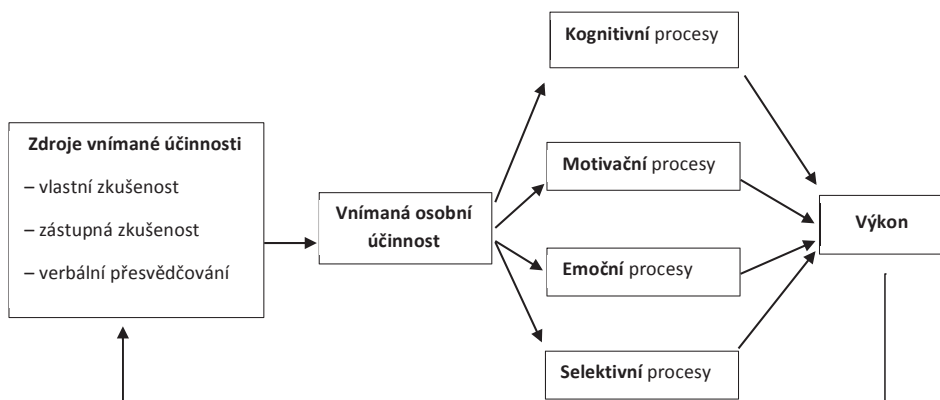 Kognitivní procesy
Zdroje vnímané účinnosti
– vlastní zkušenost
– zástupná zkušenost
– verbální přesvědčování
Vnímaná osobní
účinnost
Motivační procesy
Emoční procesy
Selektivní procesy
Výkon